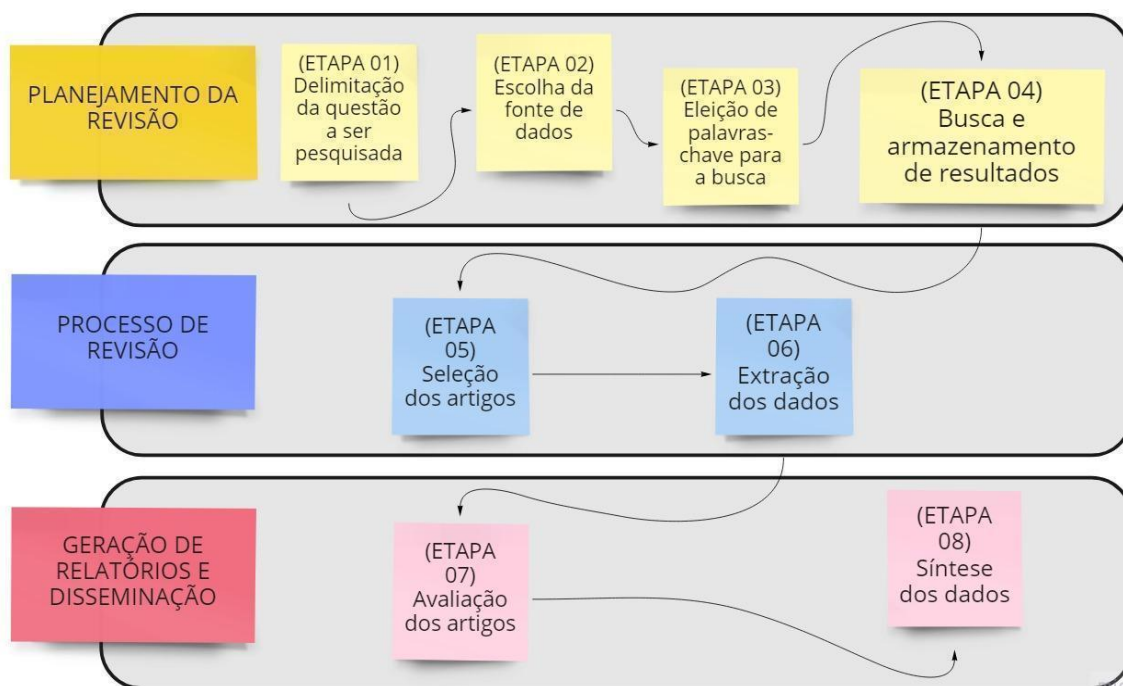 PLANEJAMENTO DA
REVISÃO
(ETAPA 01)
Delimitação
da questão
a ser
pesquisada
(ETAPA 02)
Escolha da
fonte de
dados
(ETAPA 03)
Eleição de
palavras-
chave para
a busca
(ETAPA 04)
Busca e
armazenamento
de resultados
PROCESSO DE
REVISÃO
(ETAPA
05)
Seleção
dos artigos
(ETAPA
06)
Extração
dos dados
GERAÇÃO DE
RELATÓRIOS E
DISSEMINAÇÃO
(ETAPA
07)
Avaliação
dos artigos
(ETAPA
08)
Síntese
dos dados